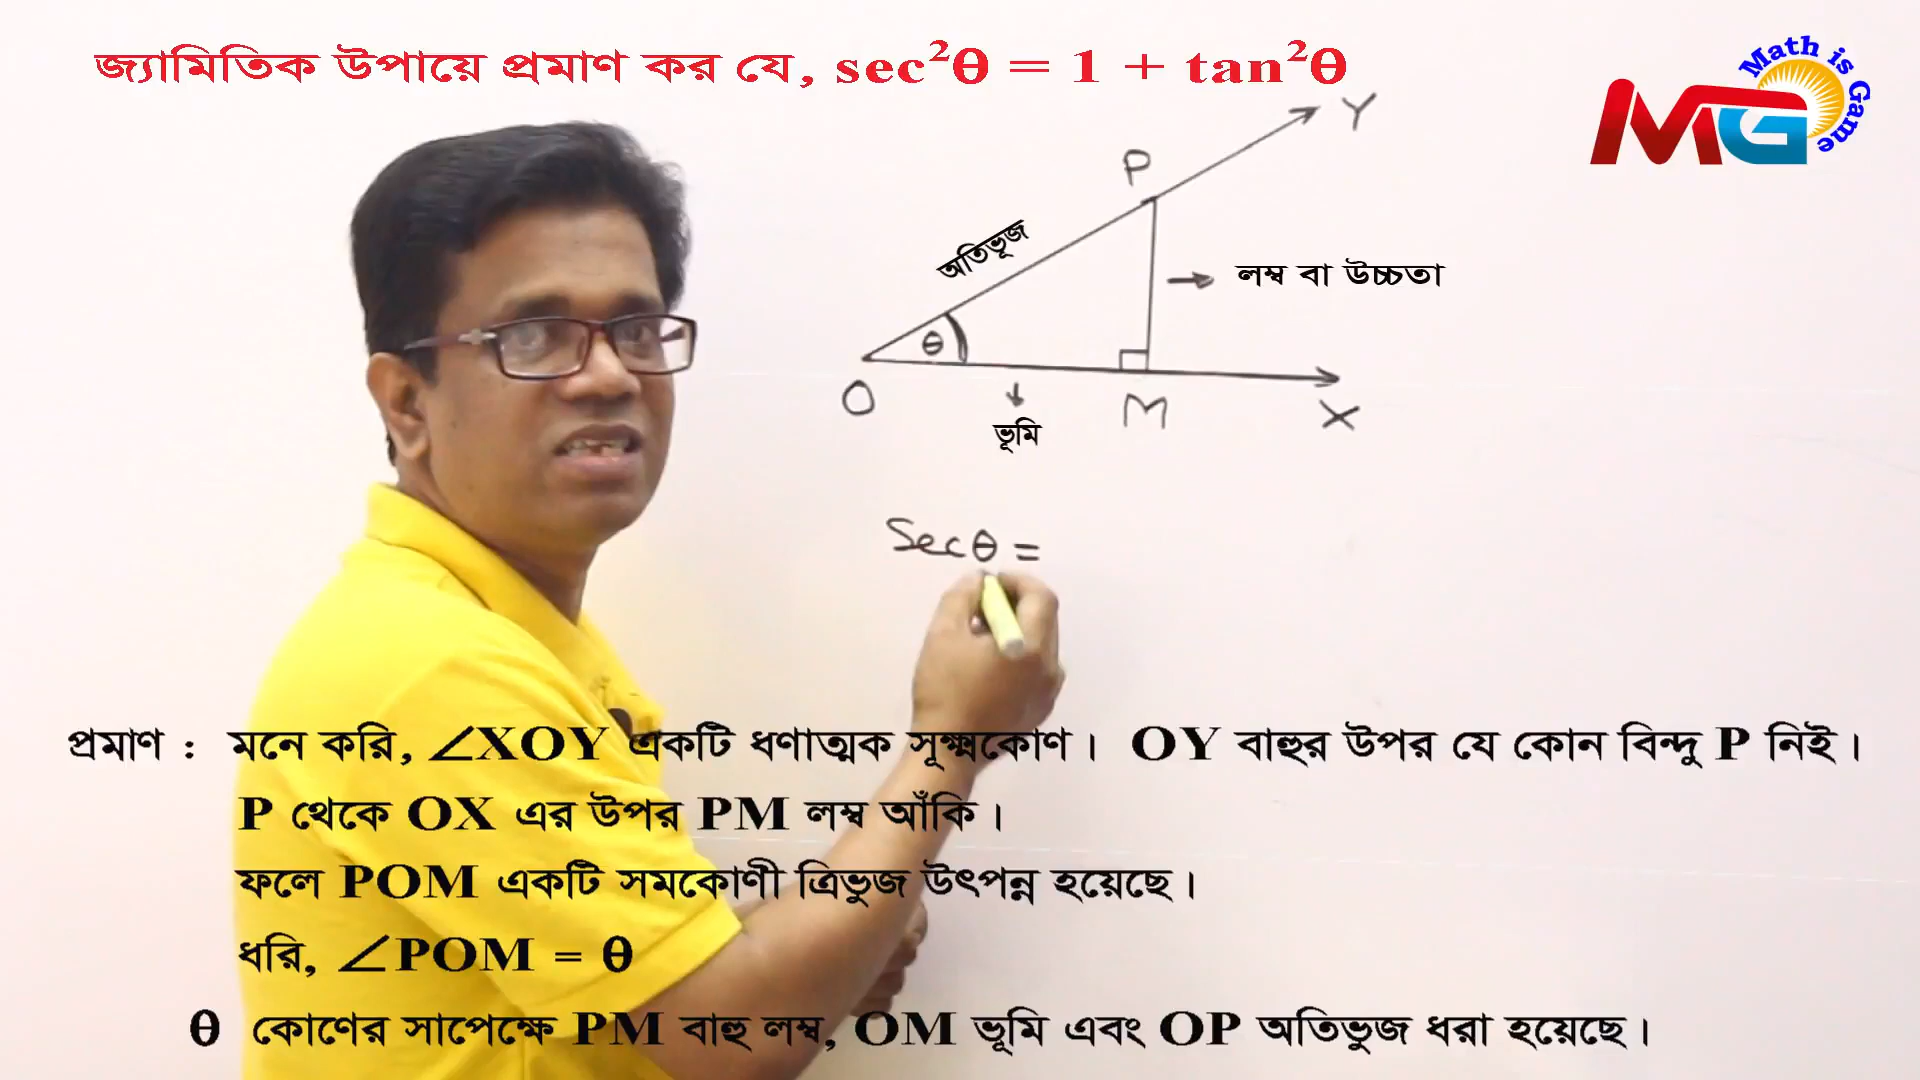 জ্যামিতিক উপায়ে প্রমাণ কর যে, sec²θ = 1 + tan²θ
Math is Game
MG
Y
P
অতিভূজ
লম্ব বা উচ্চতা
θ
O
M
X
ভূমি
Secθ =
প্রমাণ : মনে করি, ∠XOY একটি ধণাত্মক সূক্ষ্মকোণ। OY বাহুর উপর যে কোন বিন্দু P নিই।
P থেকে OX এর উপর PM লম্ব আঁকি।
ফলে POM একটি সমকোণী ত্রিভুজ উৎপন্ন হয়েছে।
ধরি, ∠POM = θ
θ কোণের সাপেক্ষে PM বাহু লম্ব, OM ভূমি এবং OP অতিভুজ ধরা হয়েছে।